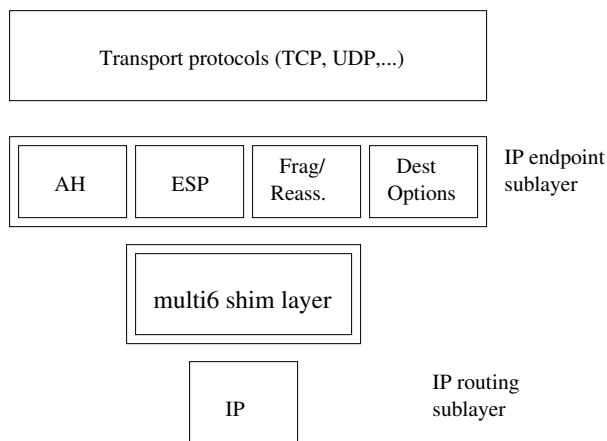 Transport protocols (TCP, UDP,...)
AH
ESP
Frag/
Reass.
Dest
Options
IP endpoint
sublayer
multi6 shim layer
IP
IP routing
sublayer